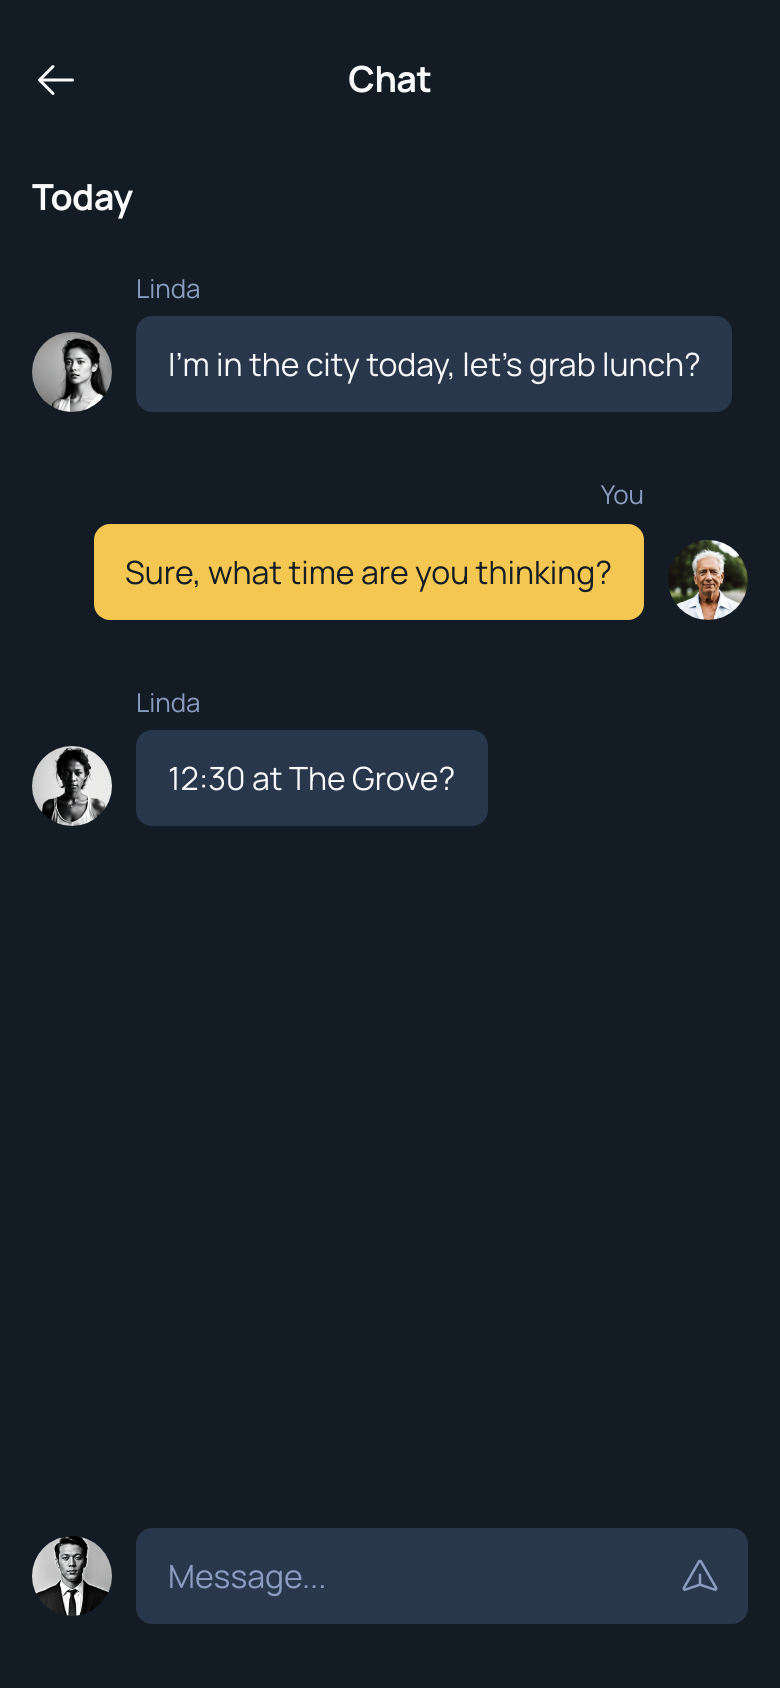 Chat
Today
Linda
I’m in the city today, let’s grab lunch?
You
Sure, what time are you thinking?
Linda
12:30 at The Grove?
Message...